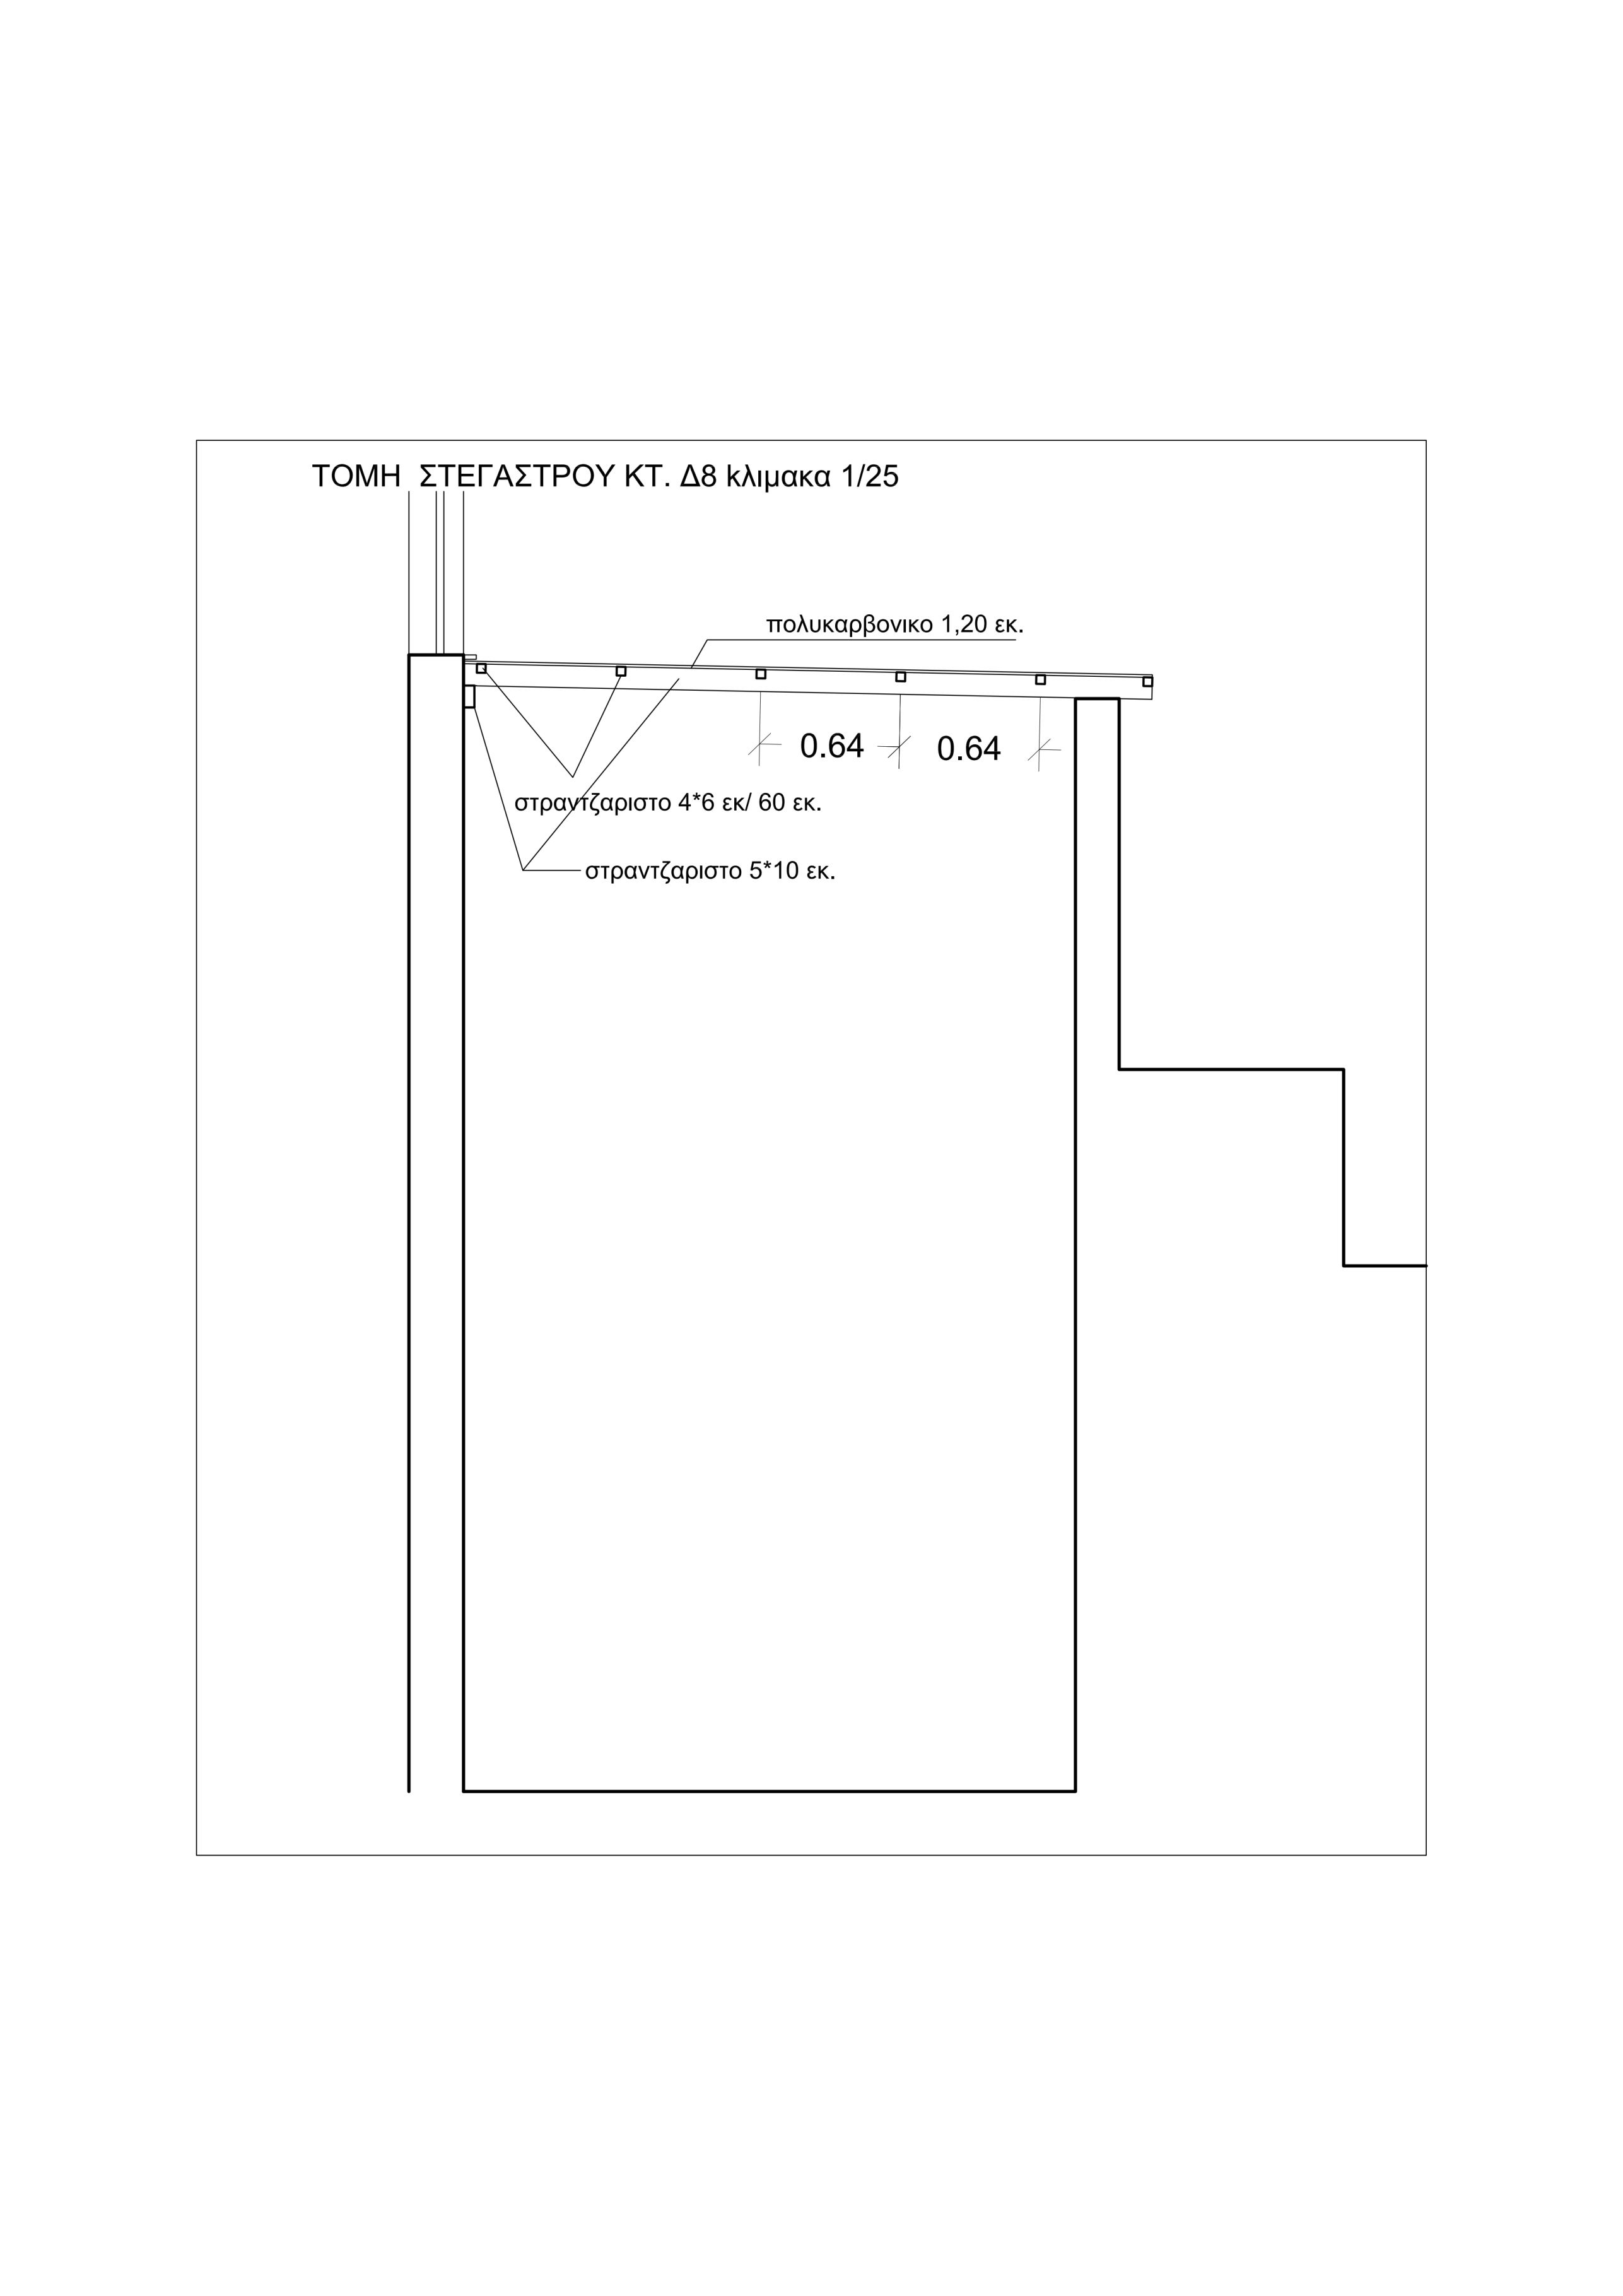 ΤΟΜΗ ΣΤΕΓΑΣΤΡΟΥ ΚΤ. Δ8 kλιμακα 1/25
πολυκαρβονικο 1,20 εκ.
0.64 0.64
στραντζαριστο 4*6 εκ/ 60 εκ.
στραντζαριστο 5*10 εκ.